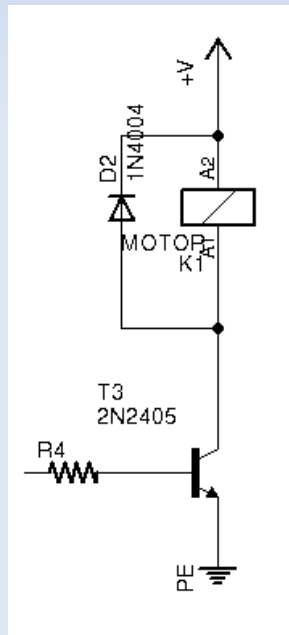 +V
D2
1N4004
A2
MOTOR
K1
A1
T3
2N2405
R4
PE